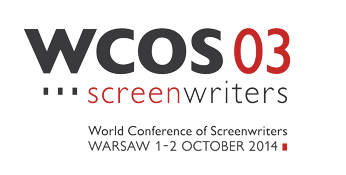 WCOS 03
screenwriters
World Conference of Screenwriters
WARSAW 1-2 OCTOBER 2014